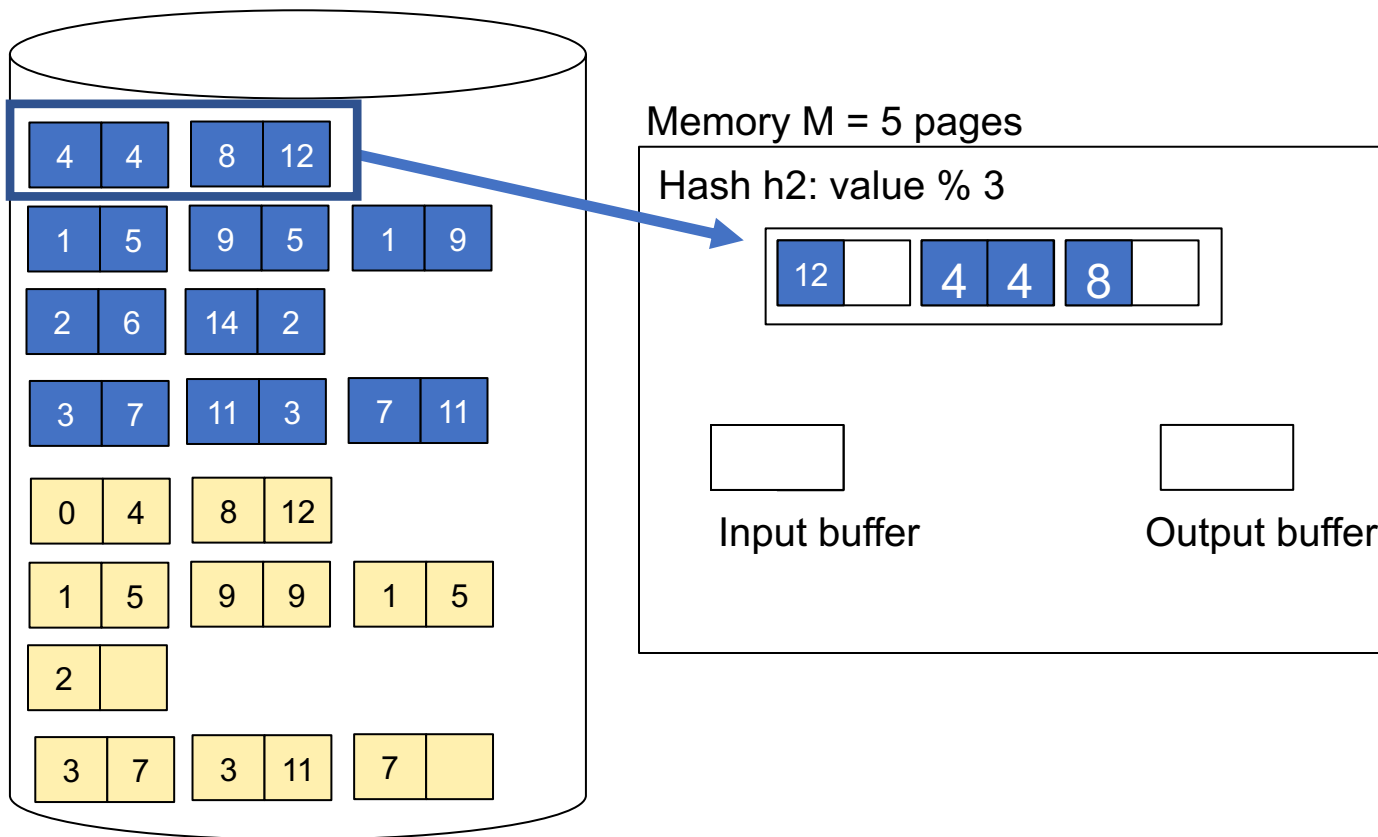 4 4 8 12
1 5 9 5 1 9
2 6 14 2
3 7 11 3 7 11
0 4 8 12
1 5 9 9 1 5
2
3 7 3 11 7
Memory M = 5 pages
Hash h2: value % 3
12 4 4 8
Input buffer
Output buffer